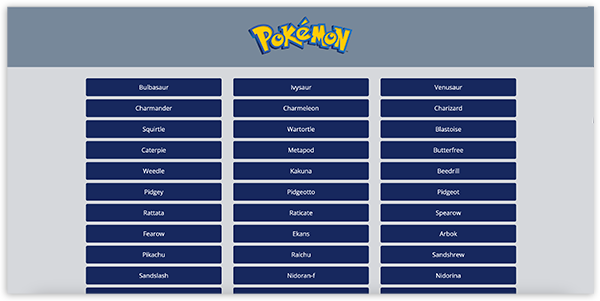 POKéMON
Bulbasaur Ivysaur Venusaur
Charmander Charmeleon Charizard
Squirtle Wartortle Blastoise
Caterpie Metapod Butterfree
Weedle Kakuna Beedrill
Pidgey Pidgeotto Pidgeot
Rattata Raticate Spearow
Fearow Ekans Arbok
Pikachu Raichu Sandshrew
Sandslash Nidoran-f Nidorina